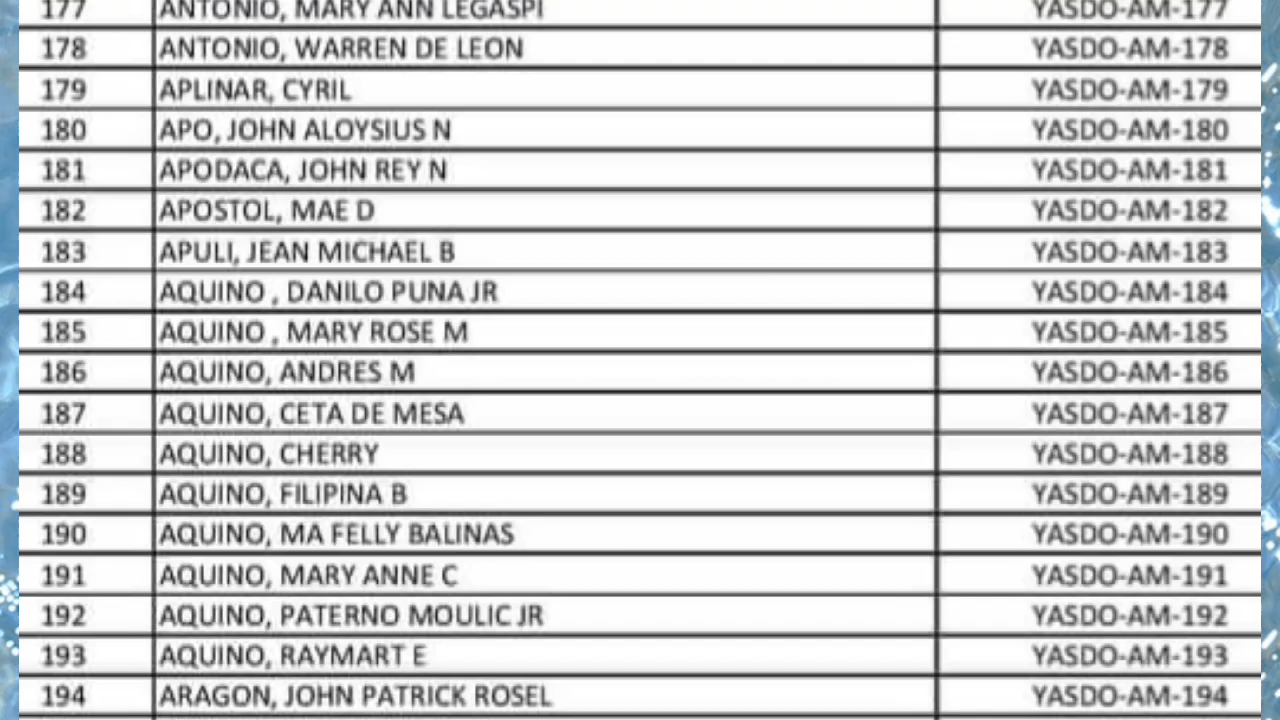 177 ANTONIO, MARY ANN LEGASPI YASDO-AM-177
178 ANTONIO, WARREN DE LEON YASDO-AM-178
179 APLINAR, CYRIL YASDO-AM-179
180 APO, JOHN ALOYSIUS N YASDO-AM-180
181 APODACA, JOHN REY N YASDO-AM-181
182 APOSTOL, MAE D YASDO-AM-182
183 APULI, JEAN MICHAEL B YASDO-AM-183
184 AQUINO , DANILO PUNA JR YASDO-AM-184
185 AQUINO , MARY ROSE M YASDO-AM-185
186 AQUINO, ANDRES M YASDO-AM-186
187 AQUINO, CETA DE MESA YASDO-AM-187
188 AQUINO, CHERRY YASDO-AM-188
189 AQUINO, FILIPINA B YASDO-AM-189
190 AQUINO, MA FELLY BALINAS YASDO-AM-190
191 AQUINO, MARY ANNE C YASDO-AM-191
192 AQUINO, PATERNO MOULIC JR YASDO-AM-192
193 AQUINO, RAYMART E YASDO-AM-193
194 ARAGON, JOHN PATRICK ROSEL YASDO-AM-194